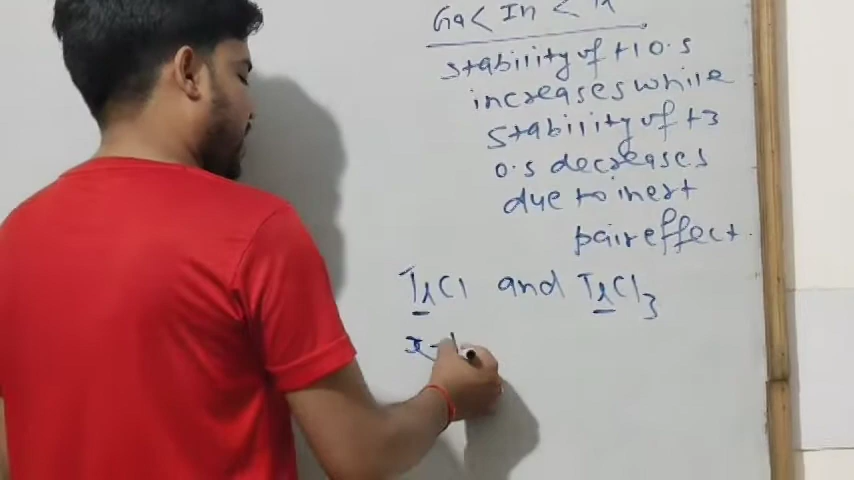 Ga < In < Tl
stability of +1 O.S
increases while
stability of +3
O.S decreases
due to inert
pair effect.
TlCl and TlCl3
x -